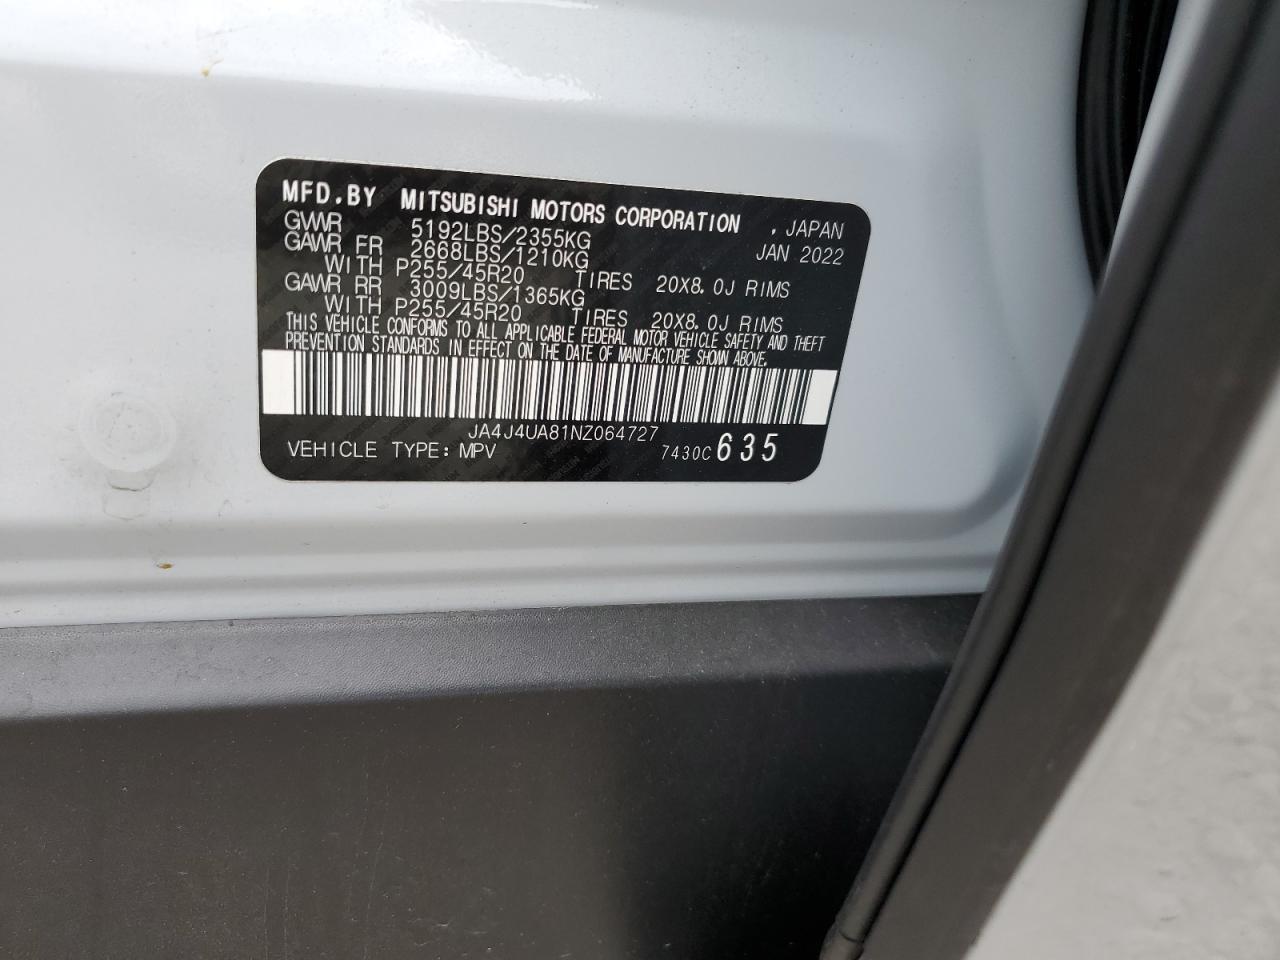 MFD.BY MITSUBISHI MOTORS CORPORATION , JAPAN
GVWR 5192LBS/2355KG JAN 2022
GAWR FR 2668LBS/1210KG
WITH P255/45R20 TIRES 20X8.0J RIMS
GAWR RR 3009LBS/1365KG
WITH P255/45R20 TIRES 20X8.0J RIMS
THIS VEHICLE CONFORMS TO ALL APPLICABLE FEDERAL MOTOR VEHICLE SAFETY AND THEFT
PREVENTION STANDARDS IN EFFECT ON THE DATE OF MANUFACTURE SHOWN ABOVE.
JA4J4UA81NZ064727
VEHICLE TYPE:MPV 7430C 635